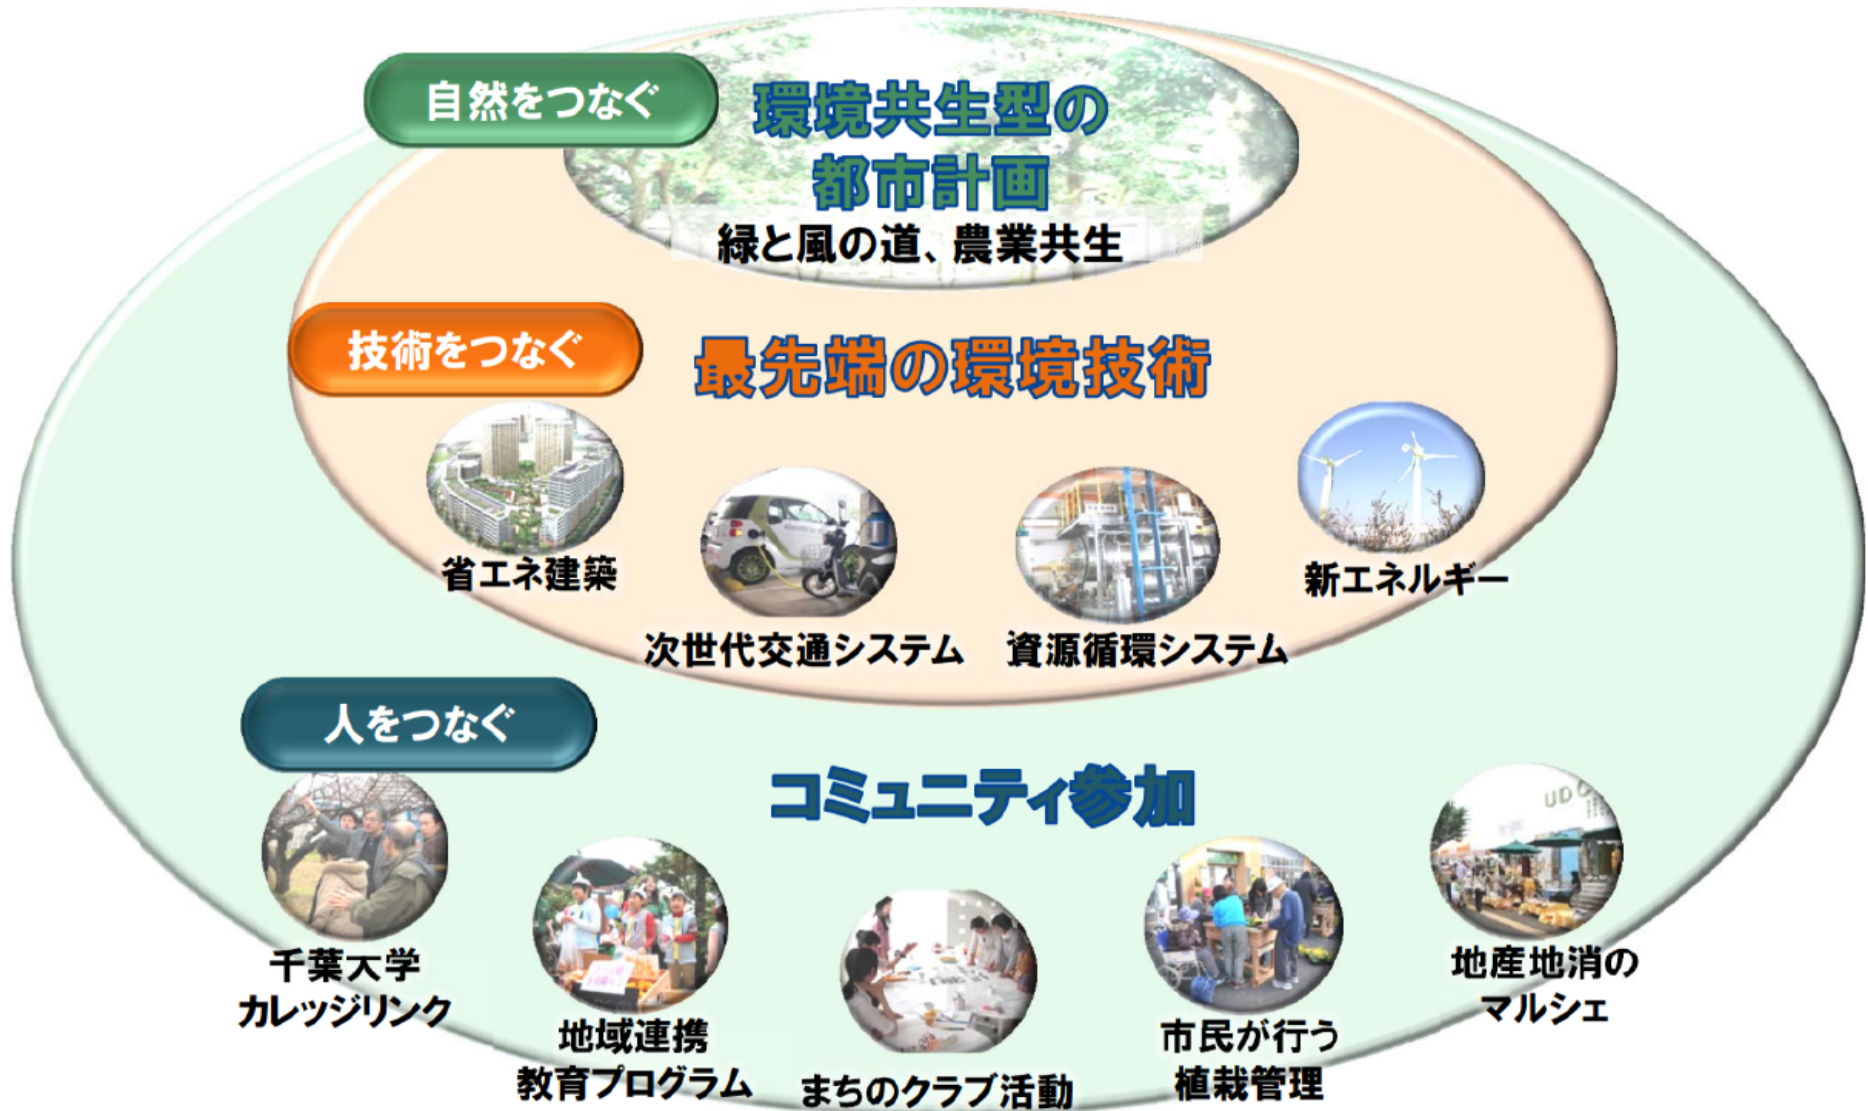 自然をつなぐ
環境共生型の
都市計画
緑と風の道、農業共生
技術をつなぐ
最先端の環境技術
省エネ建築
次世代交通システム
資源循環システム
新エネルギー
人をつなぐ
コミュニティ参加
千葉大学
カレッジリンク
地域連携
教育プログラム
まちのクラブ活動
市民が行う
植栽管理
UDC
地産地消の
マルシェ